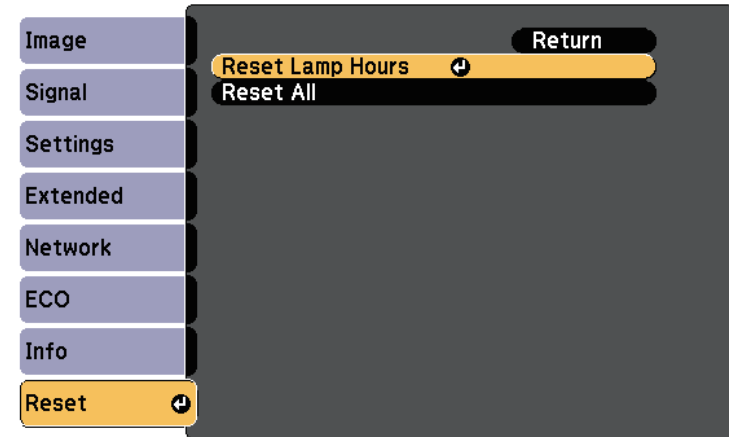 Image
Signal
Settings
Extended
Network
ECO
Info
Reset
Return
Reset Lamp Hours
Reset All